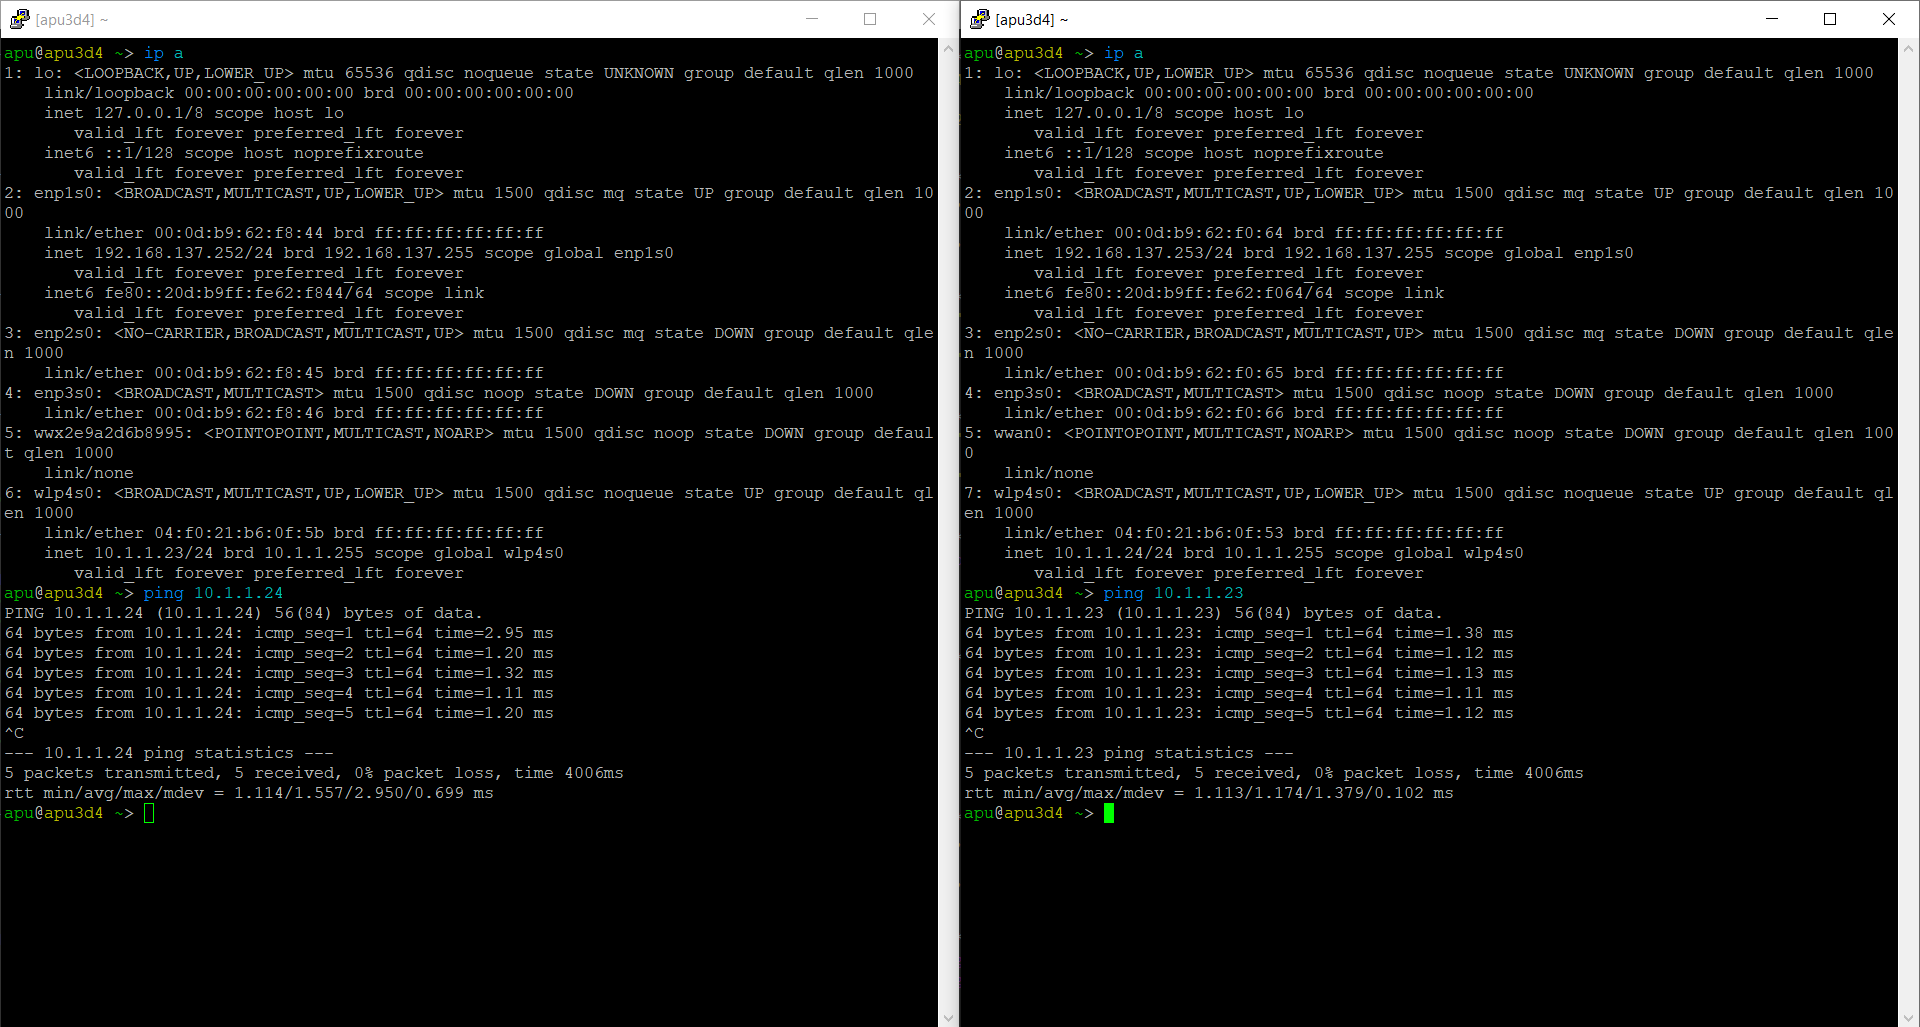 [apu3d4] ~
apu@apu3d4 ~> ip a
1: lo: <LOOPBACK,UP,LOWER_UP> mtu 65536 qdisc noqueue state UNKNOWN group default qlen 1000
    link/loopback 00:00:00:00:00:00 brd 00:00:00:00:00:00
    inet 127.0.0.1/8 scope host lo
       valid_lft forever preferred_lft forever
    inet6 ::1/128 scope host noprefixroute
       valid_lft forever preferred_lft forever
2: enp1s0: <BROADCAST,MULTICAST,UP,LOWER_UP> mtu 1500 qdisc mq state UP group default qlen 10
00
    link/ether 00:0d:b9:62:f8:44 brd ff:ff:ff:ff:ff:ff
    inet 192.168.137.252/24 brd 192.168.137.255 scope global enp1s0
       valid_lft forever preferred_lft forever
    inet6 fe80::20d:b9ff:fe62:f844/64 scope link
       valid_lft forever preferred_lft forever
3: enp2s0: <NO-CARRIER,BROADCAST,MULTICAST,UP> mtu 1500 qdisc mq state DOWN group default qle
n 1000
    link/ether 00:0d:b9:62:f8:45 brd ff:ff:ff:ff:ff:ff
4: enp3s0: <BROADCAST,MULTICAST> mtu 1500 qdisc noop state DOWN group default qlen 1000
    link/ether 00:0d:b9:62:f8:46 brd ff:ff:ff:ff:ff:ff
5: wwx2e9a2d6b8995: <POINTOPOINT,MULTICAST,NOARP> mtu 1500 qdisc noop state DOWN group defaul
t qlen 1000
    link/none
6: wlp4s0: <BROADCAST,MULTICAST,UP,LOWER_UP> mtu 1500 qdisc noqueue state UP group default ql
en 1000
    link/ether 04:f0:21:b6:0f:5b brd ff:ff:ff:ff:ff:ff
    inet 10.1.1.23/24 brd 10.1.1.255 scope global wlp4s0
       valid_lft forever preferred_lft forever
apu@apu3d4 ~> ping 10.1.1.24
PING 10.1.1.24 (10.1.1.24) 56(84) bytes of data.
64 bytes from 10.1.1.24: icmp_seq=1 ttl=64 time=2.95 ms
64 bytes from 10.1.1.24: icmp_seq=2 ttl=64 time=1.20 ms
64 bytes from 10.1.1.24: icmp_seq=3 ttl=64 time=1.32 ms
64 bytes from 10.1.1.24: icmp_seq=4 ttl=64 time=1.11 ms
64 bytes from 10.1.1.24: icmp_seq=5 ttl=64 time=1.20 ms
^C
--- 10.1.1.24 ping statistics ---
5 packets transmitted, 5 received, 0% packet loss, time 4006ms
rtt min/avg/max/mdev = 1.114/1.557/2.950/0.699 ms
apu@apu3d4 ~>
[apu3d4] ~
apu@apu3d4 ~> ip a
1: lo: <LOOPBACK,UP,LOWER_UP> mtu 65536 qdisc noqueue state UNKNOWN group default qlen 1000
    link/loopback 00:00:00:00:00:00 brd 00:00:00:00:00:00
    inet 127.0.0.1/8 scope host lo
       valid_lft forever preferred_lft forever
    inet6 ::1/128 scope host noprefixroute
       valid_lft forever preferred_lft forever
2: enp1s0: <BROADCAST,MULTICAST,UP,LOWER_UP> mtu 1500 qdisc mq state UP group default qlen 10
00
    link/ether 00:0d:b9:62:f0:64 brd ff:ff:ff:ff:ff:ff
    inet 192.168.137.253/24 brd 192.168.137.255 scope global enp1s0
       valid_lft forever preferred_lft forever
    inet6 fe80::20d:b9ff:fe62:f064/64 scope link
       valid_lft forever preferred_lft forever
3: enp2s0: <NO-CARRIER,BROADCAST,MULTICAST,UP> mtu 1500 qdisc mq state DOWN group default qle
n 1000
    link/ether 00:0d:b9:62:f0:65 brd ff:ff:ff:ff:ff:ff
4: enp3s0: <BROADCAST,MULTICAST> mtu 1500 qdisc noop state DOWN group default qlen 1000
    link/ether 00:0d:b9:62:f0:66 brd ff:ff:ff:ff:ff:ff
5: wwan0: <POINTOPOINT,MULTICAST,NOARP> mtu 1500 qdisc noop state DOWN group default qlen 100
0
    link/none
7: wlp4s0: <BROADCAST,MULTICAST,UP,LOWER_UP> mtu 1500 qdisc noqueue state UP group default ql
en 1000
    link/ether 04:f0:21:b6:0f:53 brd ff:ff:ff:ff:ff:ff
    inet 10.1.1.24/24 brd 10.1.1.255 scope global wlp4s0
       valid_lft forever preferred_lft forever
apu@apu3d4 ~> ping 10.1.1.23
PING 10.1.1.23 (10.1.1.23) 56(84) bytes of data.
64 bytes from 10.1.1.23: icmp_seq=1 ttl=64 time=1.38 ms
64 bytes from 10.1.1.23: icmp_seq=2 ttl=64 time=1.12 ms
64 bytes from 10.1.1.23: icmp_seq=3 ttl=64 time=1.13 ms
64 bytes from 10.1.1.23: icmp_seq=4 ttl=64 time=1.11 ms
64 bytes from 10.1.1.23: icmp_seq=5 ttl=64 time=1.12 ms
^C
--- 10.1.1.23 ping statistics ---
5 packets transmitted, 5 received, 0% packet loss, time 4006ms
rtt min/avg/max/mdev = 1.113/1.174/1.379/0.102 ms
apu@apu3d4 ~>